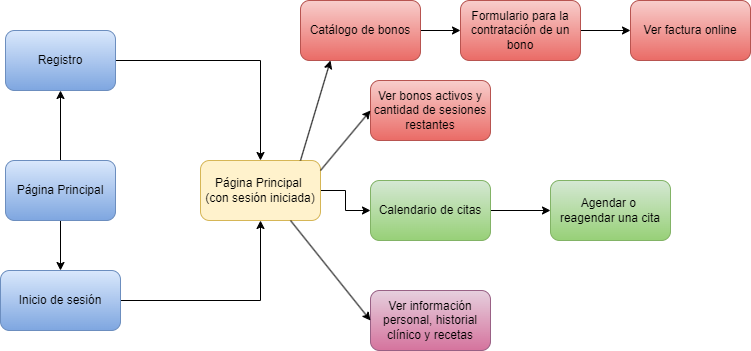 Catálogo de bonos
Formulario para la
contratación de un
bono
Ver factura online
Registro
Ver bonos activos y
cantidad de sesiones
restantes
Página Principal
Página Principal
(con sesión iniciada)
Calendario de citas
Agendar o
reagendar una cita
Inicio de sesión
Ver información
personal, historial
clínico y recetas